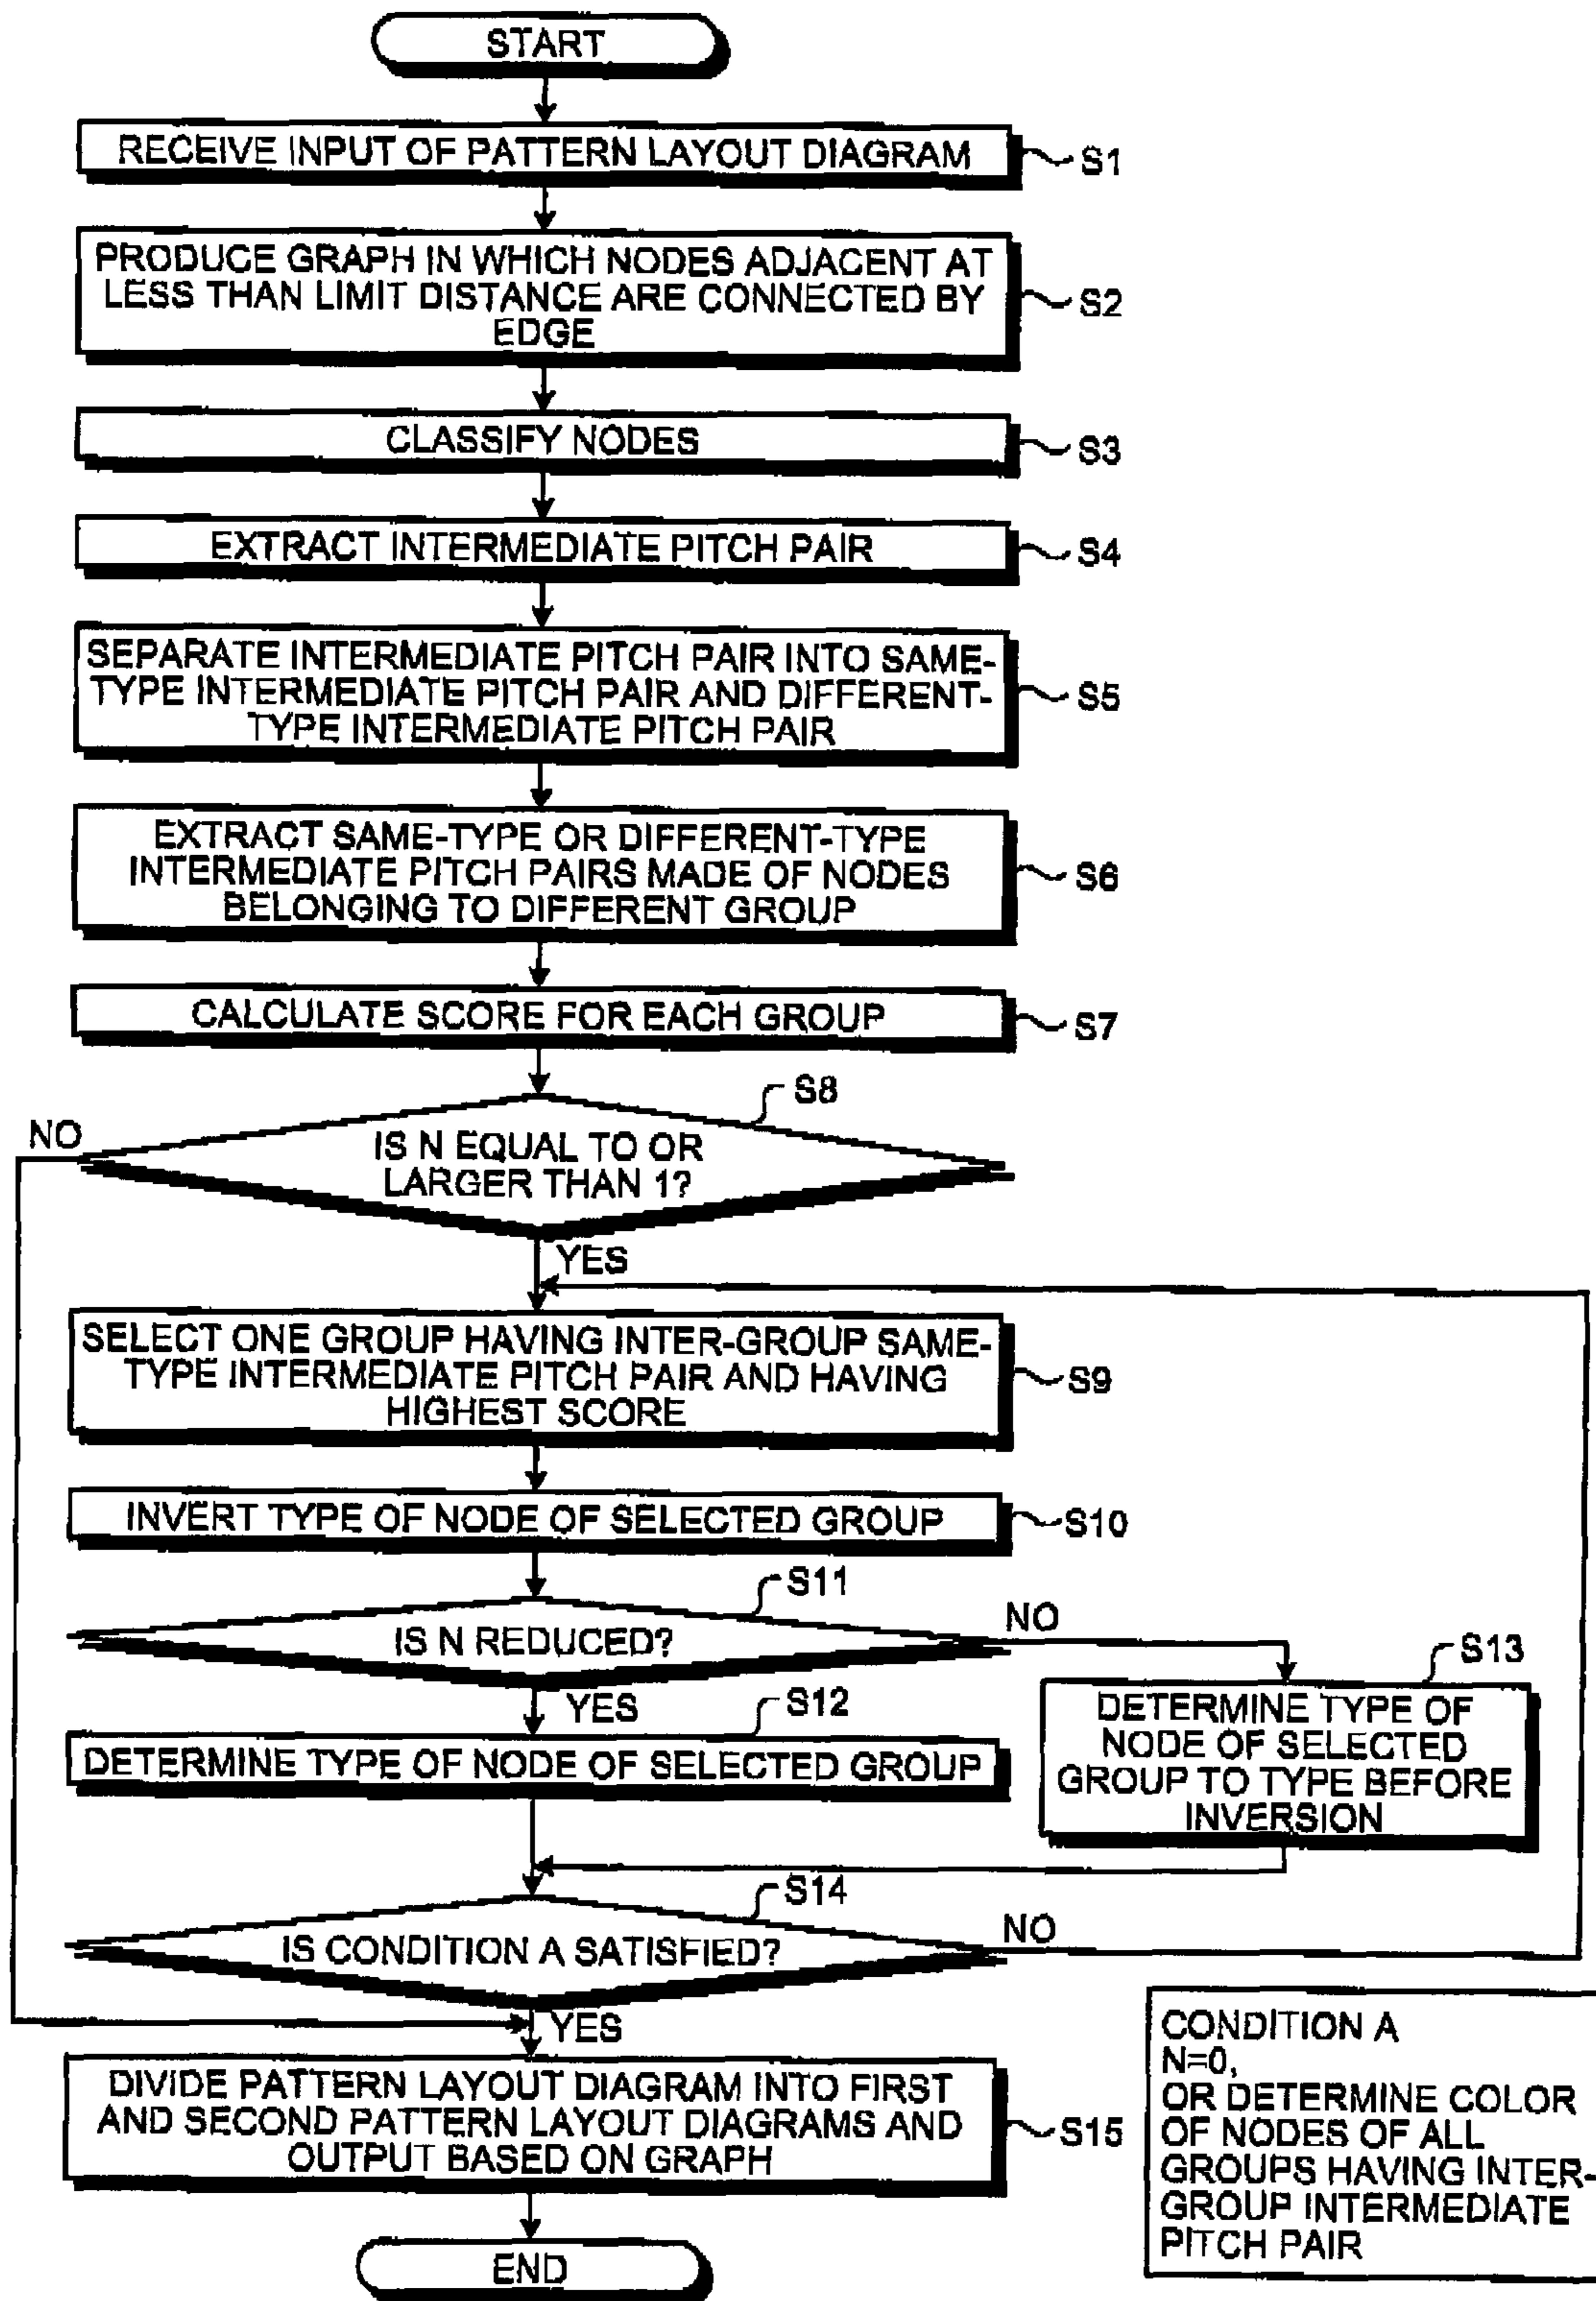 START
RECEIVE INPUT OF PATTERN LAYOUT DIAGRAM
S1
PRODUCE GRAPH IN WHICH NODES ADJACENT AT
LESS THAN LIMIT DISTANCE ARE CONNECTED BY
EDGE
S2
CLASSIFY NODES
S3
EXTRACT INTERMEDIATE PITCH PAIR
S4
SEPARATE INTERMEDIATE PITCH PAIR INTO SAME-
TYPE INTERMEDIATE PITCH PAIR AND DIFFERENT-
TYPE INTERMEDIATE PITCH PAIR
S5
EXTRACT SAME-TYPE OR DIFFERENT-TYPE
INTERMEDIATE PITCH PAIRS MADE OF NODES
BELONGING TO DIFFERENT GROUP
S6
CALCULATE SCORE FOR EACH GROUP
S7
S8
NO
IS N EQUAL TO OR
LARGER THAN 1?
YES
SELECT ONE GROUP HAVING INTER-GROUP SAME-
TYPE INTERMEDIATE PITCH PAIR AND HAVING
HIGHEST SCORE
S9
INVERT TYPE OF NODE OF SELECTED GROUP
S10
S11
IS N REDUCED?
NO
YES
S12
DETERMINE TYPE OF NODE OF SELECTED GROUP
S13
DETERMINE TYPE OF
NODE OF SELECTED
GROUP TO TYPE BEFORE
INVERSION
S14
IS CONDITION A SATISFIED?
NO
YES
DIVIDE PATTERN LAYOUT DIAGRAM INTO FIRST
AND SECOND PATTERN LAYOUT DIAGRAMS AND
OUTPUT BASED ON GRAPH
S15
END
CONDITION A
N=0,
OR DETERMINE COLOR
OF NODES OF ALL
GROUPS HAVING INTER-
GROUP INTERMEDIATE
PITCH PAIR